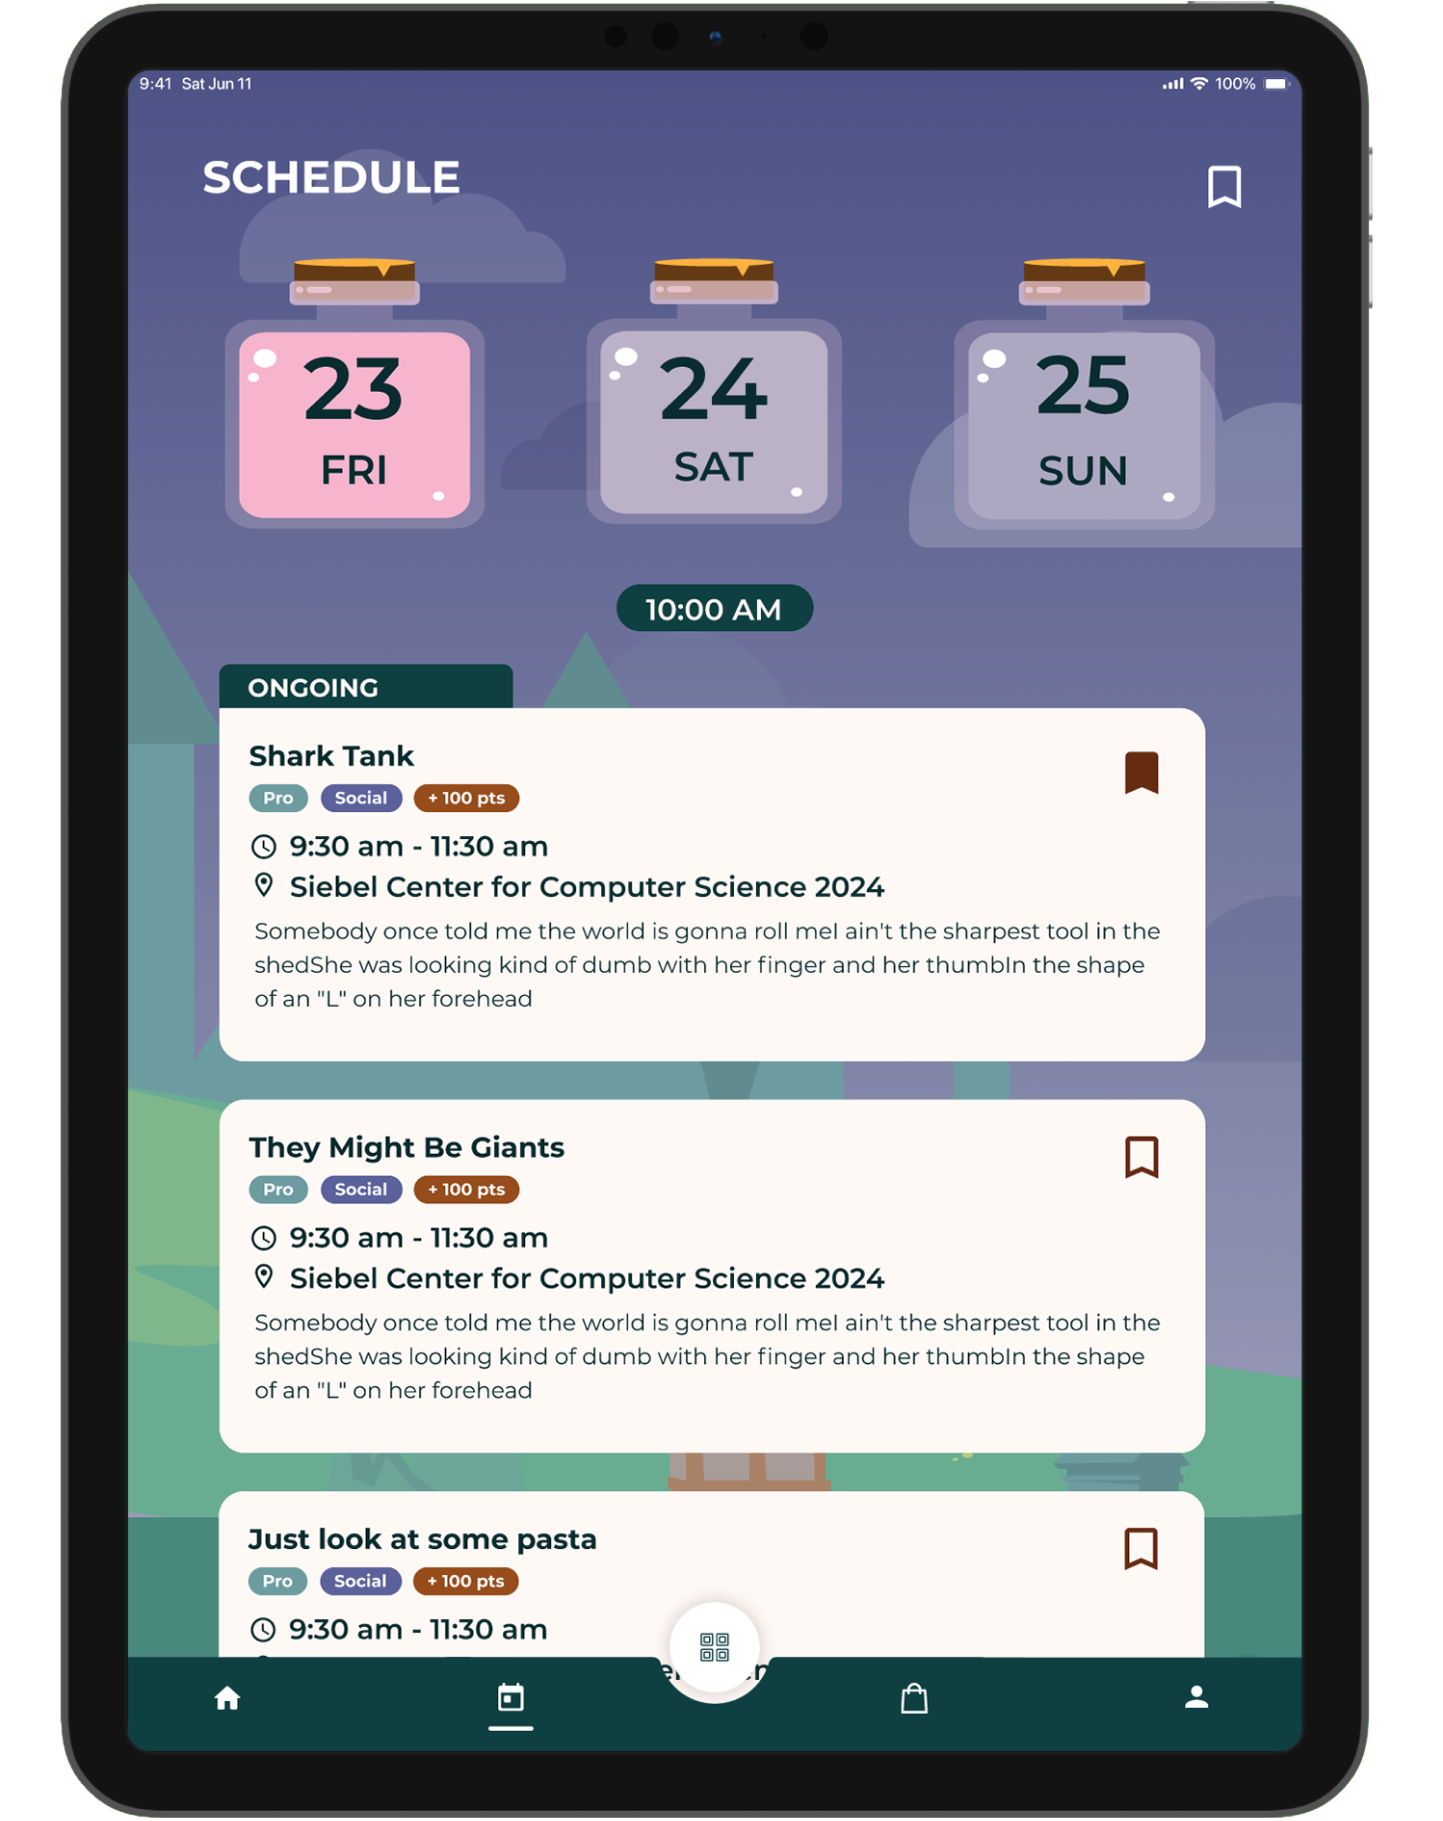 9:41 Sat Jun 11
100%
SCHEDULE
23
FRI
24
SAT
25
SUN
10:00 AM
ONGOING
Shark Tank
Pro Social + 100 pts
9:30 am - 11:30 am
Siebel Center for Computer Science 2024
Somebody once told me the world is gonna roll meI ain't the sharpest tool in the
shedShe was looking kind of dumb with her finger and her thumbIn the shape
of an "L" on her forehead
They Might Be Giants
Pro Social + 100 pts
9:30 am - 11:30 am
Siebel Center for Computer Science 2024
Somebody once told me the world is gonna roll meI ain't the sharpest tool in the
shedShe was looking kind of dumb with her finger and her thumbIn the shape
of an "L" on her forehead
Just look at some pasta
Pro Social + 100 pts
9:30 am - 11:30 am